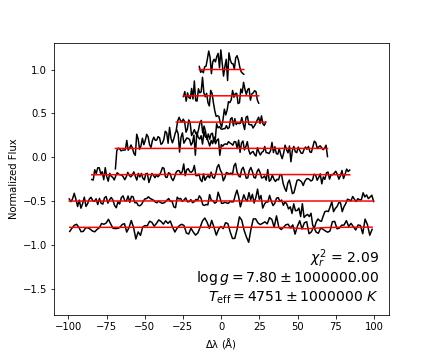 1.0
0.5
0.0
−0.5
−1.0
−1.5
Normalized Flux
χ²ᵣ = 2.09
log g = 7.80 ± 1000000.00
T_eff = 4751 ± 1000000 K
−100 −75 −50 −25 0 25 50 75 100
Δλ (Å)